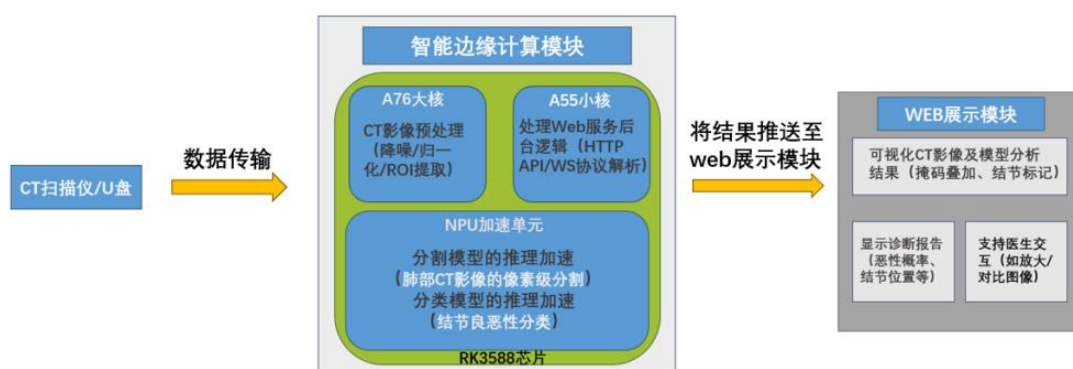 智能边缘计算模块
A76大核
CT影像预处理
(降噪/归一
化/ROI提取)
A55小核
处理Web服务后
台逻辑（HTTP
API/WS协议解析）
NPU加速单元
分割模型的推理加速
(肺部CT影像的像素级分割)
分类模型的推理加速
(结节良恶性分类)
RK3588芯片
CT扫描仪/U盘
数据传输
将结果推送至
web展示模块
WEB展示模块
可视化CT影像及模型分析
结果（掩码叠加、结节标记）
显示诊断报告
(恶性概率、
结节位置等)
支持医生交
互（如放大/
对比图像）